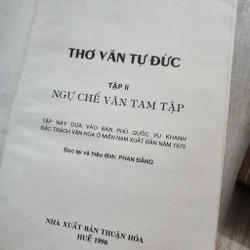 THƠ VĂN TỰ ĐỨC
TẬP II
NGỰ CHẾ VĂN TAM TẬP
TẬP NÀY DỰA VÀO BẢN PHỦ QUỐC VỤ KHANH
ĐẶC TRÁCH VĂN HÓA Ở MIỀN NAM XUẤT BẢN NĂM 1970
Đọc lại và hiệu đính: PHAN ĐĂNG
NHÀ XUẤT BẢN THUẬN HÓA
HUẾ 1996